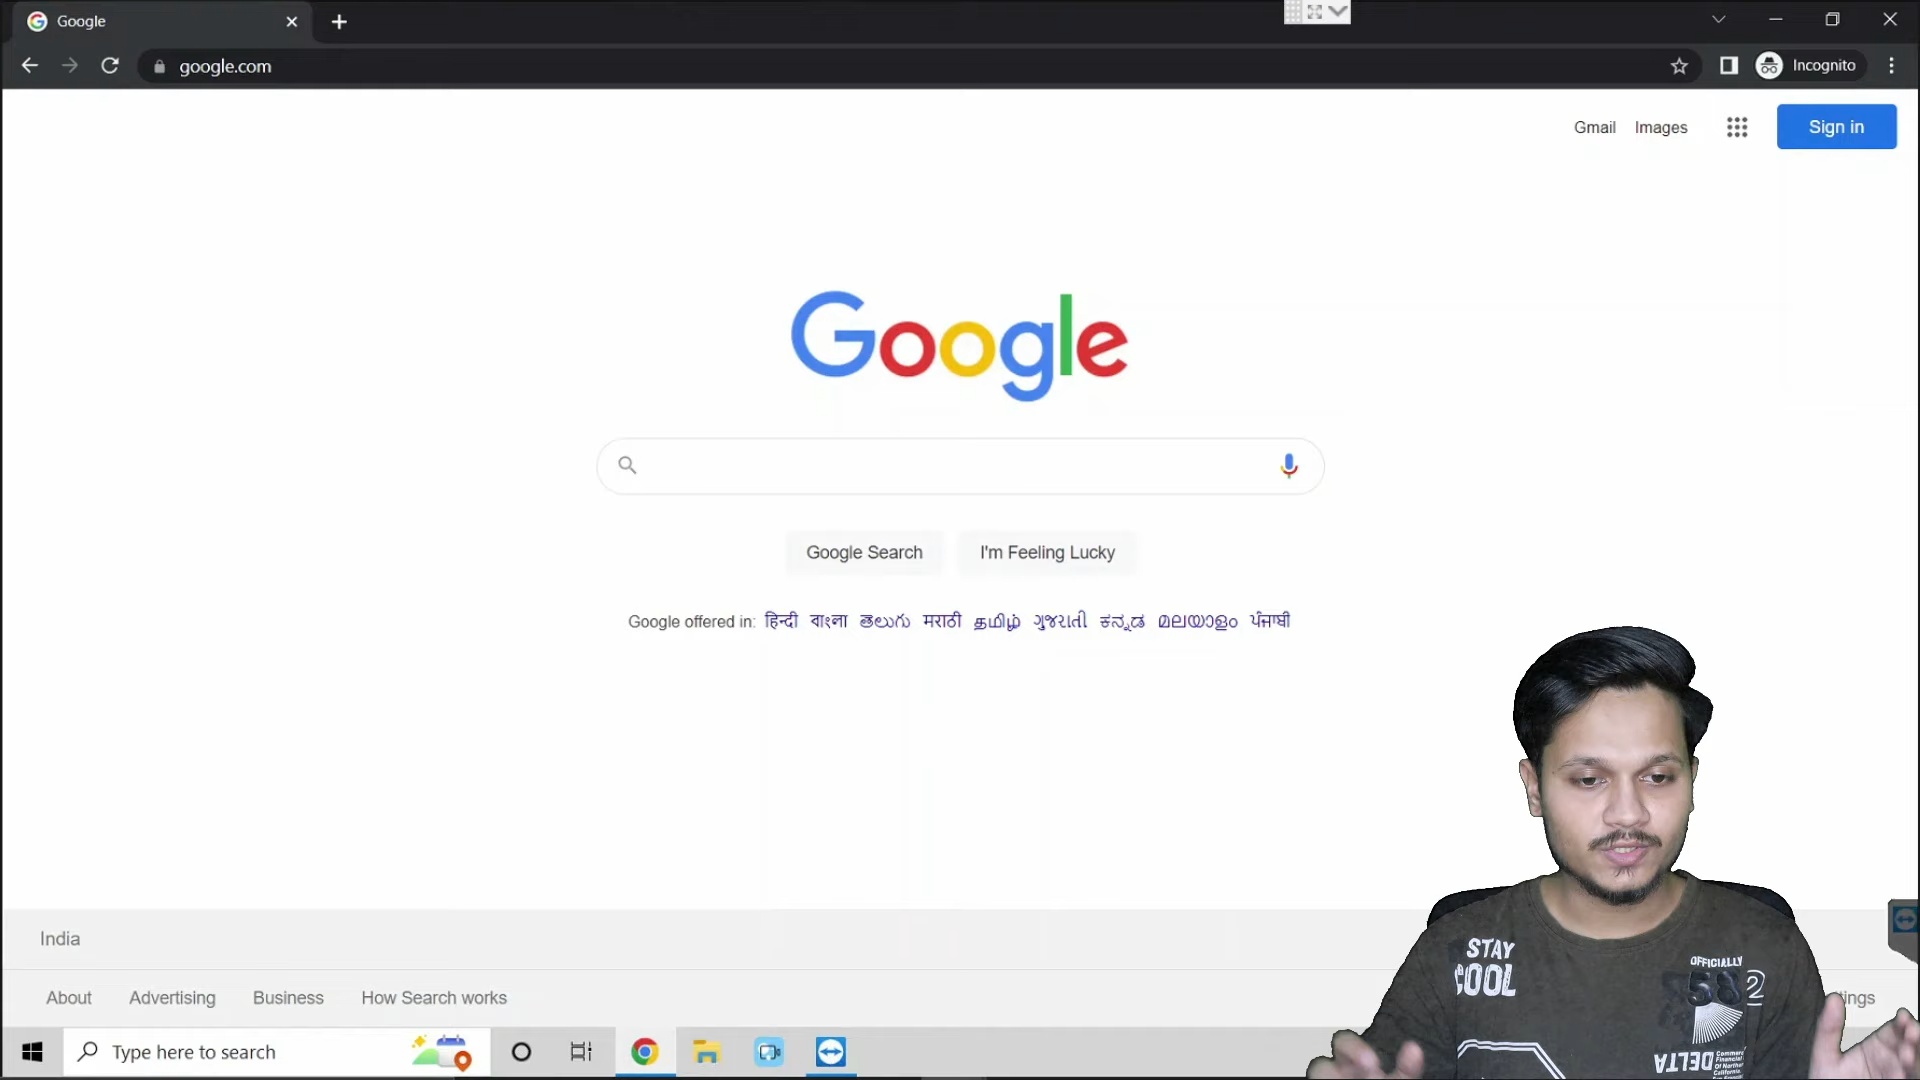 Google
google.com
Incognito
Gmail Images
Sign in
Google
Google Search I'm Feeling Lucky
Google offered in: हिन्दी বাংলা తెలుగు मराठी தமிழ் ગુજરાતી ಕನ್ನಡ മലയാളം ਪੰਜਾਬੀ
India
About Advertising Business How Search works
Type here to search
STAY
COOL
OFFICIALLY
582
DELTA